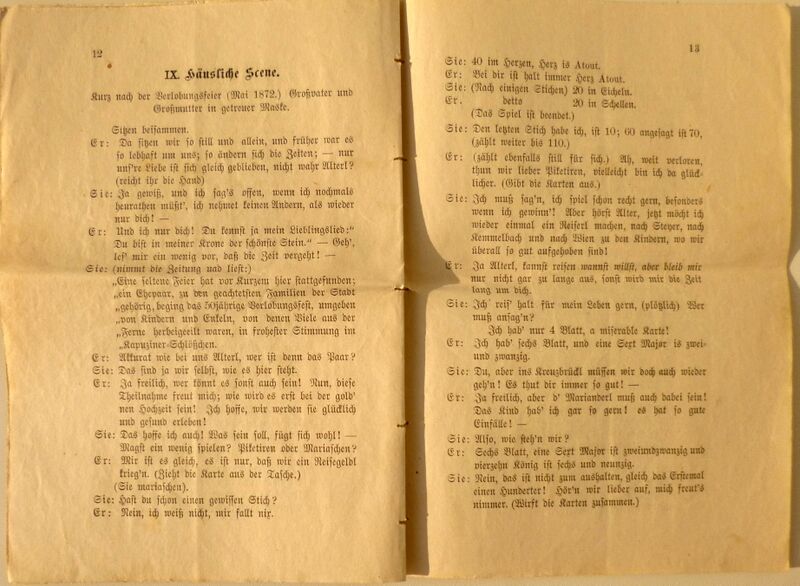 12
IX. Häusliche Scene.
Kurz nach der Verlobungsfeier (Mai 1872.) Großvater und
Großmutter in getreuer Maske.
Sitzen beisammen.
Er: Da sitzen wir so still und allein, und früher war es
so lebhaft um uns; so ändern sich die Zeiten; — nur
uns're Liebe ist sich gleich geblieben, nicht wahr Alterl?
(reicht ihr die Hand)
Sie: Ja gewiß, und ich sag's offen, wenn ich nochmals
heurathen müßt', ich nehmet keinen Andern, als wieder
nur dich! —
Er: Und ich nur dich! Du kennst ja mein Lieblingslied:"
Du bist in meiner Krone der schönste Stein." — Geh',
les' mir ein wenig vor, daß die Zeit vergeht! —
Sie: (nimmt die Zeitung und liest:)
„Eine seltene Feier hat vor Kurzem hier stattgefunden;
„ein Ehepaar, zu den geachtetsten Familien der Stadt
„gehörig, beging das 50jährige Verlobungsfest, umgeben
„von Kindern und Enkeln, von denen Viele aus der
„Ferne herbeigeeilt waren, in frohester Stimmung im
„Kapuziner-Schlößchen.
Er: Akkurat wie bei uns Alterl, wer ist denn das Paar?
Sie: Das sind ja wir selbst, wie es hier steht.
Er: Ja freilich, wer könnt es sonst auch sein! Nun, diese
Theilnahme freut mich; wie wird's erst bei der gold'
nen Hochzeit sein! Ich hoffe, wir werden sie glücklich
und gesund erleben!
Sie: Das hoffe ich auch! Was sein soll, fügt sich wohl! —
Magst ein wenig spielen? Pifetiren oder Mariaschen?
Er: Mir ist es gleich, es ist nur, daß wir ein Reisegeldl
krieg'n. (Zieht die Karte aus der Tasche.)
(Sie mariaschen).
Sie: Hast du schon einen gewissen Stich?
Er: Nein, ich weiß nicht, mir fallt nix.
13
Sie: 40 im Herzen, Herz is Atout.
Er: Bei dir ist halt immer Herz Atout.
Sie: (Nach einigen Stichen) 20 in Eicheln.
Er. detto 20 in Schellen.
(Das Spiel ist beendet.)
Sie: Den letzten Stich habe ich, ist 10; 60 angesagt ist 70,
(zählt weiter bis 110.)
Er: (zählt ebenfalls still für sich.) Ah, weit verloren,
thun wir lieber Pifetiren, vielleicht bin ich da glück-
licher. (Gibt die Karten aus.)
Sie: Ich muß sag'n, ich spiel schon recht gern, besonders
wenn ich gewinn'! Aber hörst Alter, jetzt möcht ich
wieder einmal ein Reiserl machen, nach Steyer, nach
Kemmelbach und nach Wien zu den Kindern, wo wir
überall so gut aufgehoben sind!
Er: Ja Alterl, kannst reisen wannst willst, aber bleib mir
nur nicht gar zu lange aus, sonst wird mir die Zeit
lang um dich.
Sie: Ich' reis' halt für mein Leben gern, (plötzlich) Wer
muß ansag'n?
Ich hab' nur 4 Blatt, a miserable Karte!
Er: Ich hab' sechs Blatt, und eine Sept Major is zwei-
und zwanzig.
Sie: Du, aber ins Kreuzbrückl müssen wir doch auch wieder
geh'n! Es thut dir immer so gut! —
Er: Ja freilich, aber d' Marianderl muß auch dabei sein!
Das Kind hab' ich gar so gern! es hat so gute
Einfälle! —
Sie: Also, wie steh'n wir?
Er: Sechs Blatt, eine Sept Major ist zweiundzwanzig und
vierzehn König ist sechs und neunzig.
Sie: Nein, das ist nicht zum aushalten, gleich das Erstemal
einen Hunderter! Hör'n wir lieber auf, mich freut's
nimmer. (Wirft die Karten zusammen.)